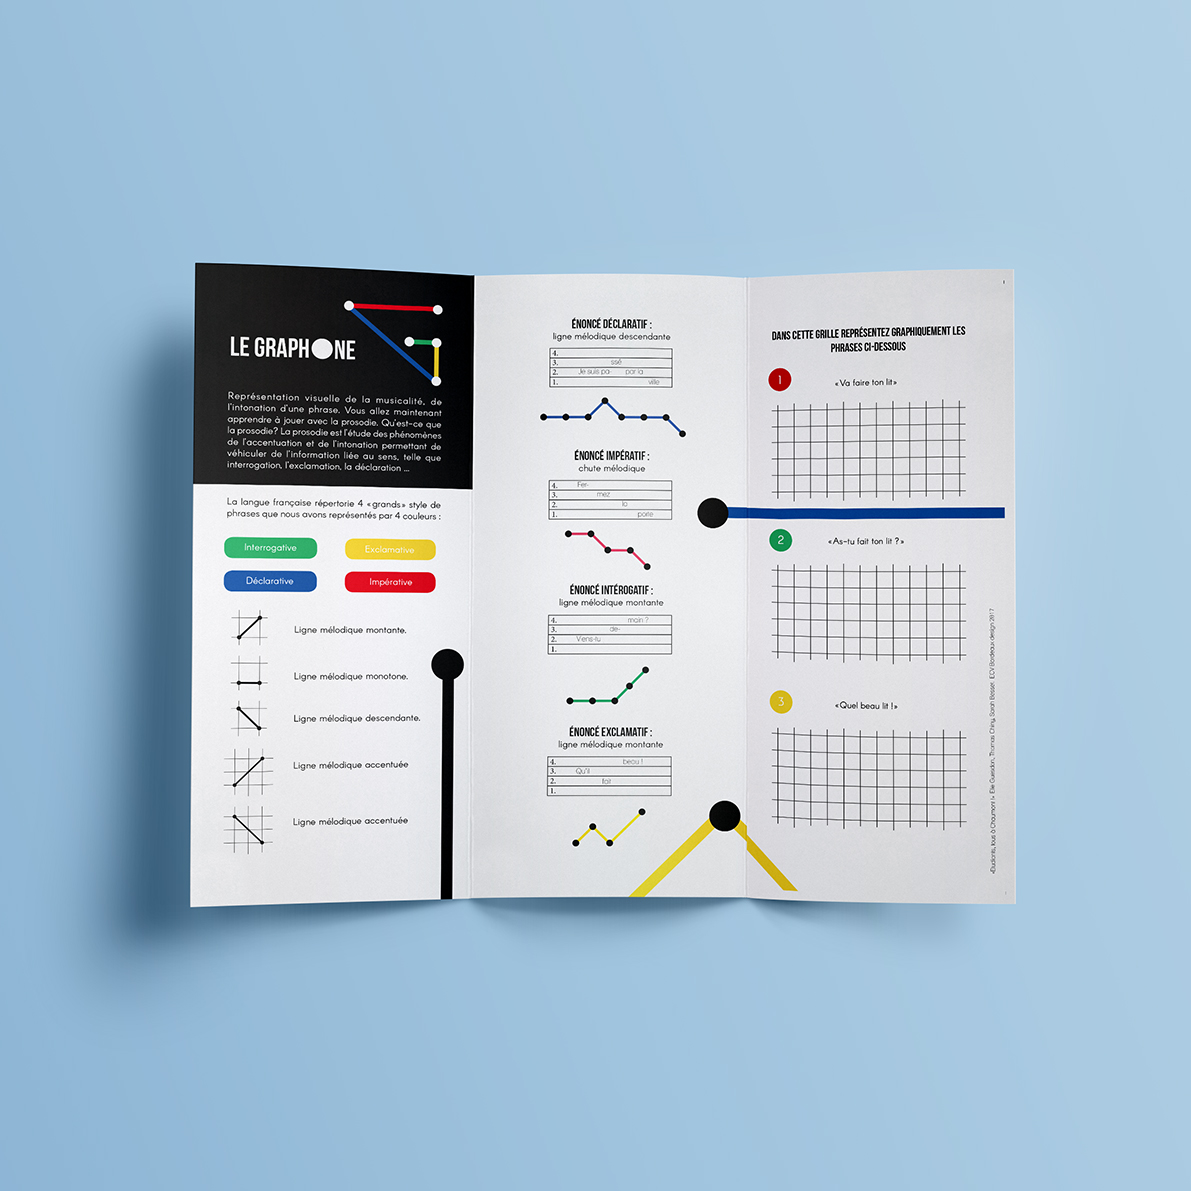 LE GRAPHONE
Représentation visuelle de la musicalité, de
l'intonation d'une phrase. Vous allez maintenant
apprendre à jouer avec la prosodie. Qu'est-ce que
la prosodie? La prosodie est l'étude des phénomènes
de l'accentuation et de l'intonation permettant de
véhiculer de l'information liée au sens, telle que
interrogation, l'exclamation, la déclaration ...
La langue française répertorie 4 «grands» style de
phrases que nous avons représentés par 4 couleurs :
Interrogative
Exclamative
Déclarative
Impérative
Ligne mélodique montante.
Ligne mélodique monotone.
Ligne mélodique descendante.
Ligne mélodique accentuée
Ligne mélodique accentuée
ÉNONCÉ DÉCLARATIF :
ligne mélodique descendante
4.
3. ssé
2. Je suis pa- par la
1. ville
ÉNONCÉ IMPÉRATIF :
chute mélodique
4. Fer-
3. mez
2. la
1. porte
ÉNONCÉ INTÉROGATIF :
ligne mélodique montante
4. main ?
3. de-
2. Viens-tu
1.
ÉNONCÉ EXCLAMATIF :
ligne mélodique montante
4. beau !
3. Qu'il
2. fait
1.
DANS CETTE GRILLE REPRÉSENTEZ GRAPHIQUEMENT LES
PHRASES CI-DESSOUS
1 «Va faire ton lit»
2 «As-tu fait ton lit ?»
3 «Quel beau lit !»
«Étudiants, tous à Chaumont !» Elie Quersdon, Thomas Chiny, Sarah Besser, ECV Bordeaux design 2017